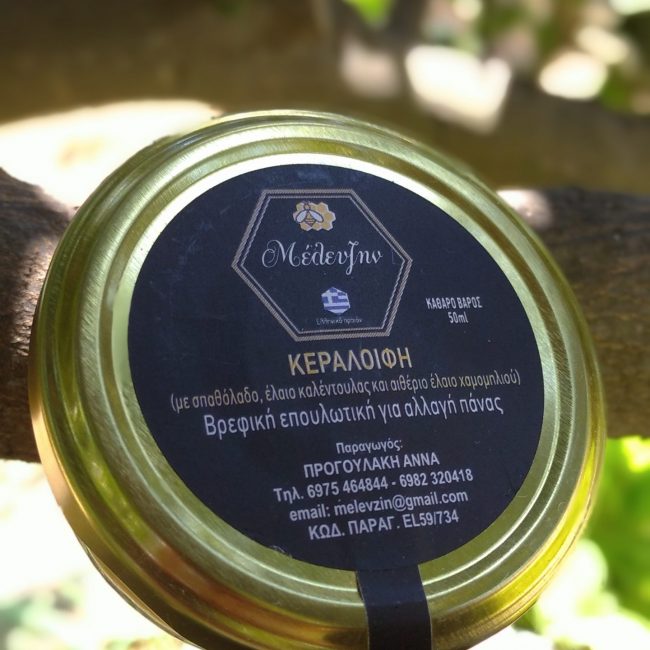 Μέλευζην
Ελληνικό προϊόν
ΚΑΘΑΡΟ ΒΑΡΟΣ
50ml
ΚΕΡΑΛΟΙΦΗ
(με σπαθόλαδο, έλαιο καλέντουλας και αιθέριο έλαιο χαμομηλιού)
Βρεφική επουλωτική για αλλαγή πάνας
Παραγωγός:
ΠΡΟΓΟΥΛΑΚΗ ΑΝΝΑ
Τηλ. 6975 464844 - 6982 320418
email: melevzin@gmail.com
ΚΩΔ. ΠΑΡΑΓ. EL59/734